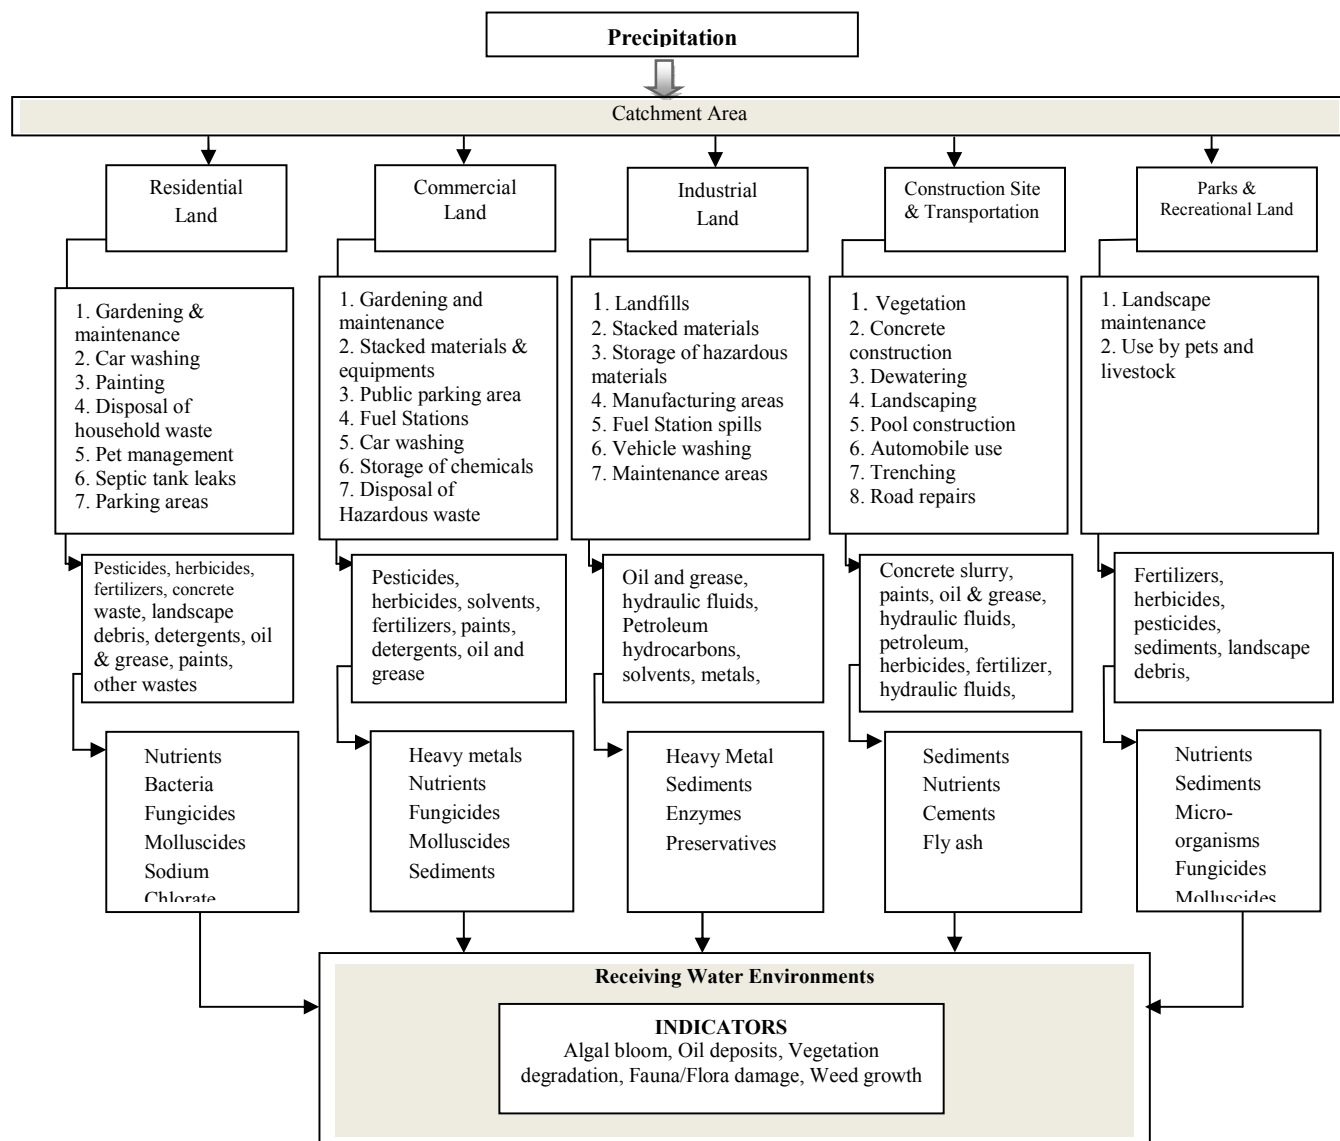 Precipitation
Catchment Area
Residential
Land
Commercial
Land
Industrial
Land
Construction Site
& Transportation
Parks &
Recreational Land
1. Gardening &
maintenance
2. Car washing
3. Painting
4. Disposal of
household waste
5. Pet management
6. Septic tank leaks
7. Parking areas
1. Gardening and
maintenance
2. Stacked materials &
equipments
3. Public parking area
4. Fuel Stations
5. Car washing
6. Storage of chemicals
7. Disposal of
Hazardous waste
1. Landfills
2. Stacked materials
3. Storage of hazardous
materials
4. Manufacturing areas
5. Fuel Station spills
6. Vehicle washing
7. Maintenance areas
1. Vegetation
2. Concrete
construction
3. Dewatering
4. Landscaping
5. Pool construction
6. Automobile use
7. Trenching
8. Road repairs
1. Landscape
maintenance
2. Use by pets and
livestock
Pesticides, herbicides,
fertilizers, concrete
waste, landscape
debris, detergents, oil
& grease, paints,
other wastes
Pesticides,
herbicides, solvents,
fertilizers, paints,
detergents, oil and
grease
Oil and grease,
hydraulic fluids,
Petroleum
hydrocarbons,
solvents, metals,
Concrete slurry,
paints, oil & grease,
hydraulic fluids,
petroleum,
herbicides, fertilizer,
hydraulic fluids,
Fertilizers,
herbicides,
pesticides,
sediments, landscape
debris,
Nutrients
Bacteria
Fungicides
Molluscides
Sodium
Chlorate
Heavy metals
Nutrients
Fungicides
Molluscides
Sediments
Heavy Metal
Sediments
Enzymes
Preservatives
Sediments
Nutrients
Cements
Fly ash
Nutrients
Sediments
Micro-
organisms
Fungicides
Molluscides
Receiving Water Environments
INDICATORS
Algal bloom, Oil deposits, Vegetation
degradation, Fauna/Flora damage, Weed growth